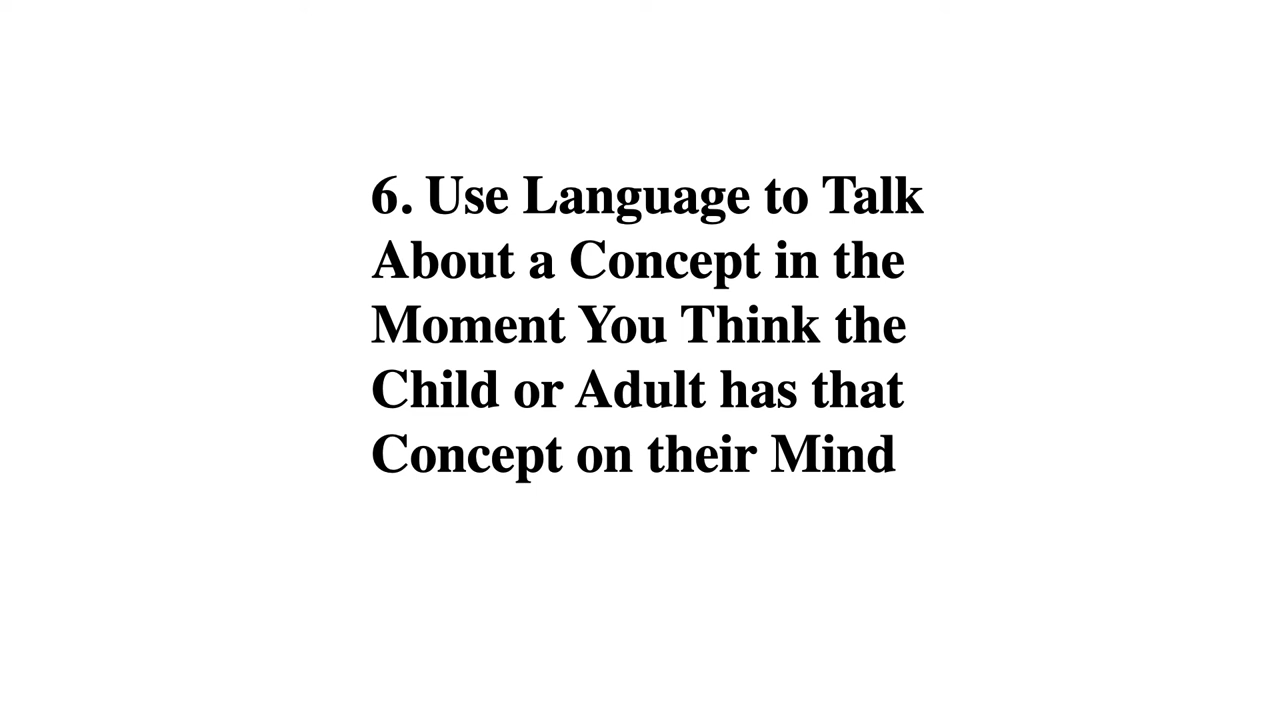 6. Use Language to Talk
About a Concept in the
Moment You Think the
Child or Adult has that
Concept on their Mind